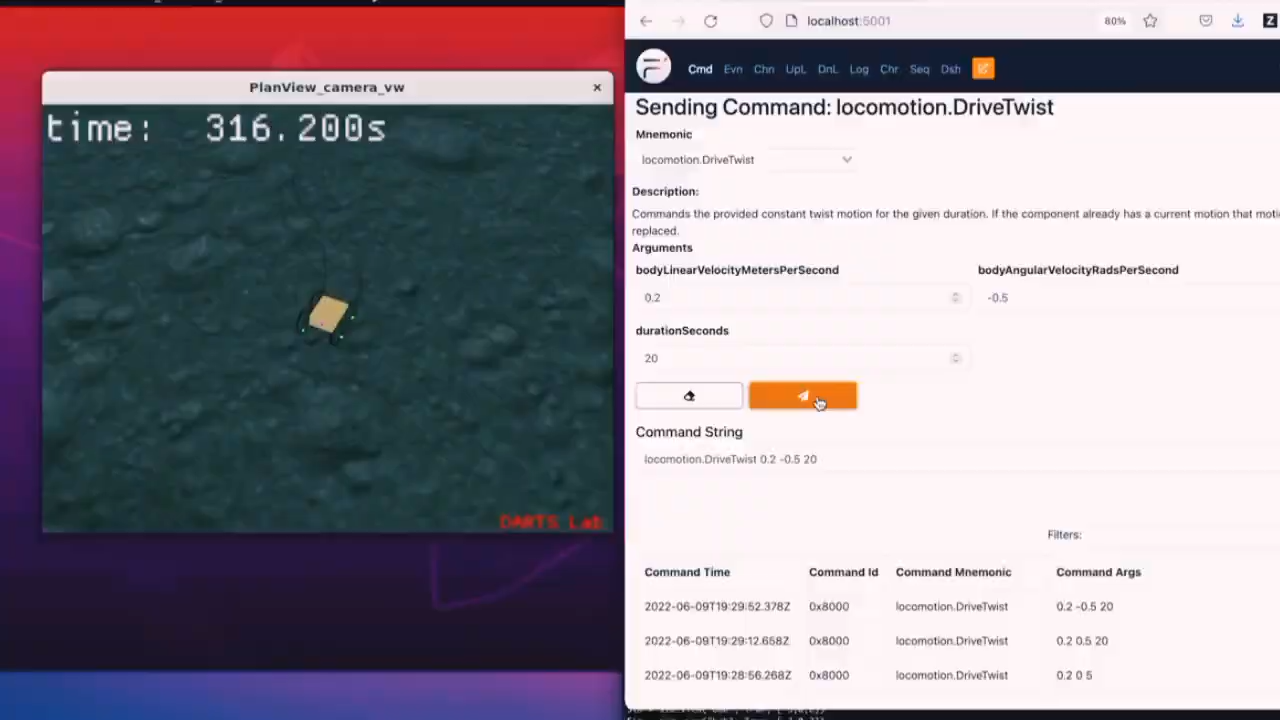 PlanView_camera_vw
×
time: 316.200s
DARTS Lab
localhost:5001
80%
Z
Cmd Evn Chn UpL DnL Log Chr Seq Dsh
Sending Command: locomotion.DriveTwist
Mnemonic
locomotion.DriveTwist
Description:
Commands the provided constant twist motion for the given duration. If the component already has a current motion that moti
replaced.
Arguments
bodyLinearVelocityMetersPerSecond bodyAngularVelocityRadsPerSecond
0.2 -0.5
durationSeconds
20
Command String
locomotion.DriveTwist 0.2 -0.5 20
Filters:
Command Time Command Id Command Mnemonic Command Args
2022-06-09T19:29:52.378Z 0x8000 locomotion.DriveTwist 0.2 -0.5 20
2022-06-09T19:29:12.658Z 0x8000 locomotion.DriveTwist 0.2 0.5 20
2022-06-09T19:28:56.268Z 0x8000 locomotion.DriveTwist 0.2 0 5